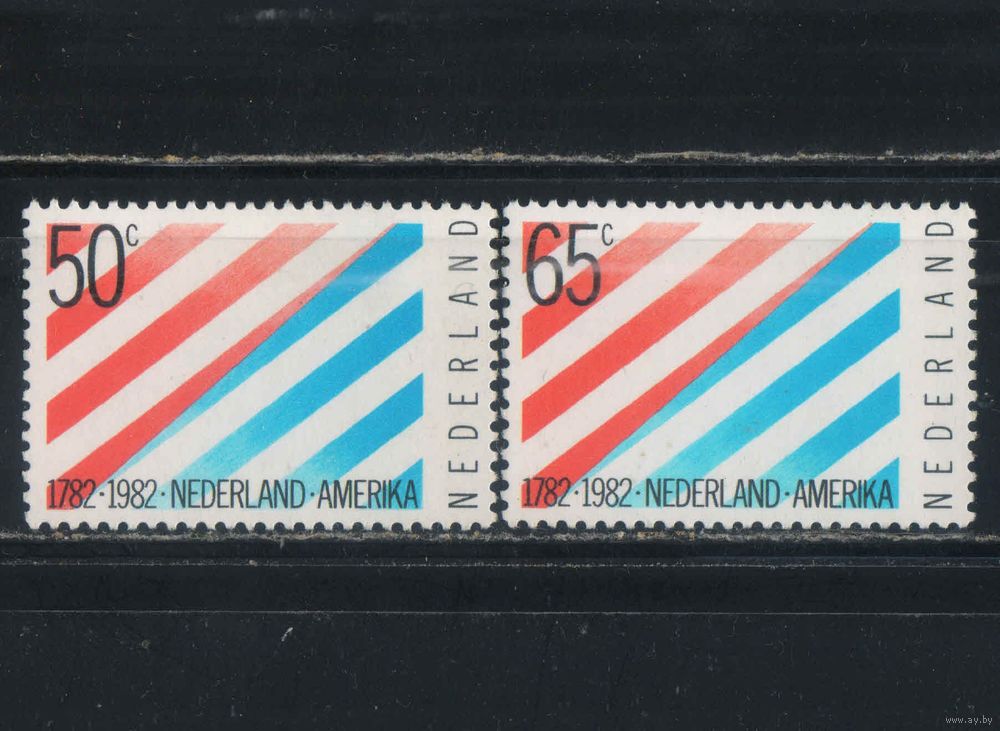 50c
NEDERLAND
1782·1982·NEDERLAND·AMERIKA
65c
NEDERLAND
1782·1982·NEDERLAND·AMERIKA
www.ay.by